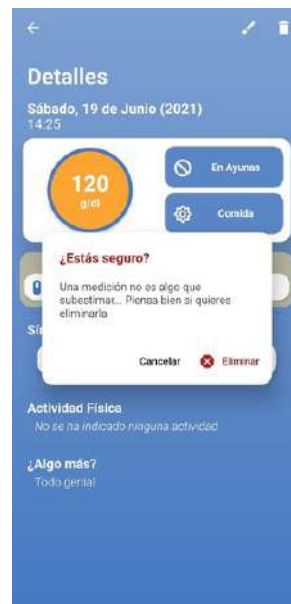 Detalles
Sábado, 19 de Junio (2021)
14:25
120
g/dl
En Ayunas
Comida
¿Estás seguro?
Una medición no es algo que
subestimar... Piensa bien si quieres
eliminarla
Cancelar
Eliminar
Actividad Física
No se ha indicado ninguna actividad
¿Algo más?
Todo genial